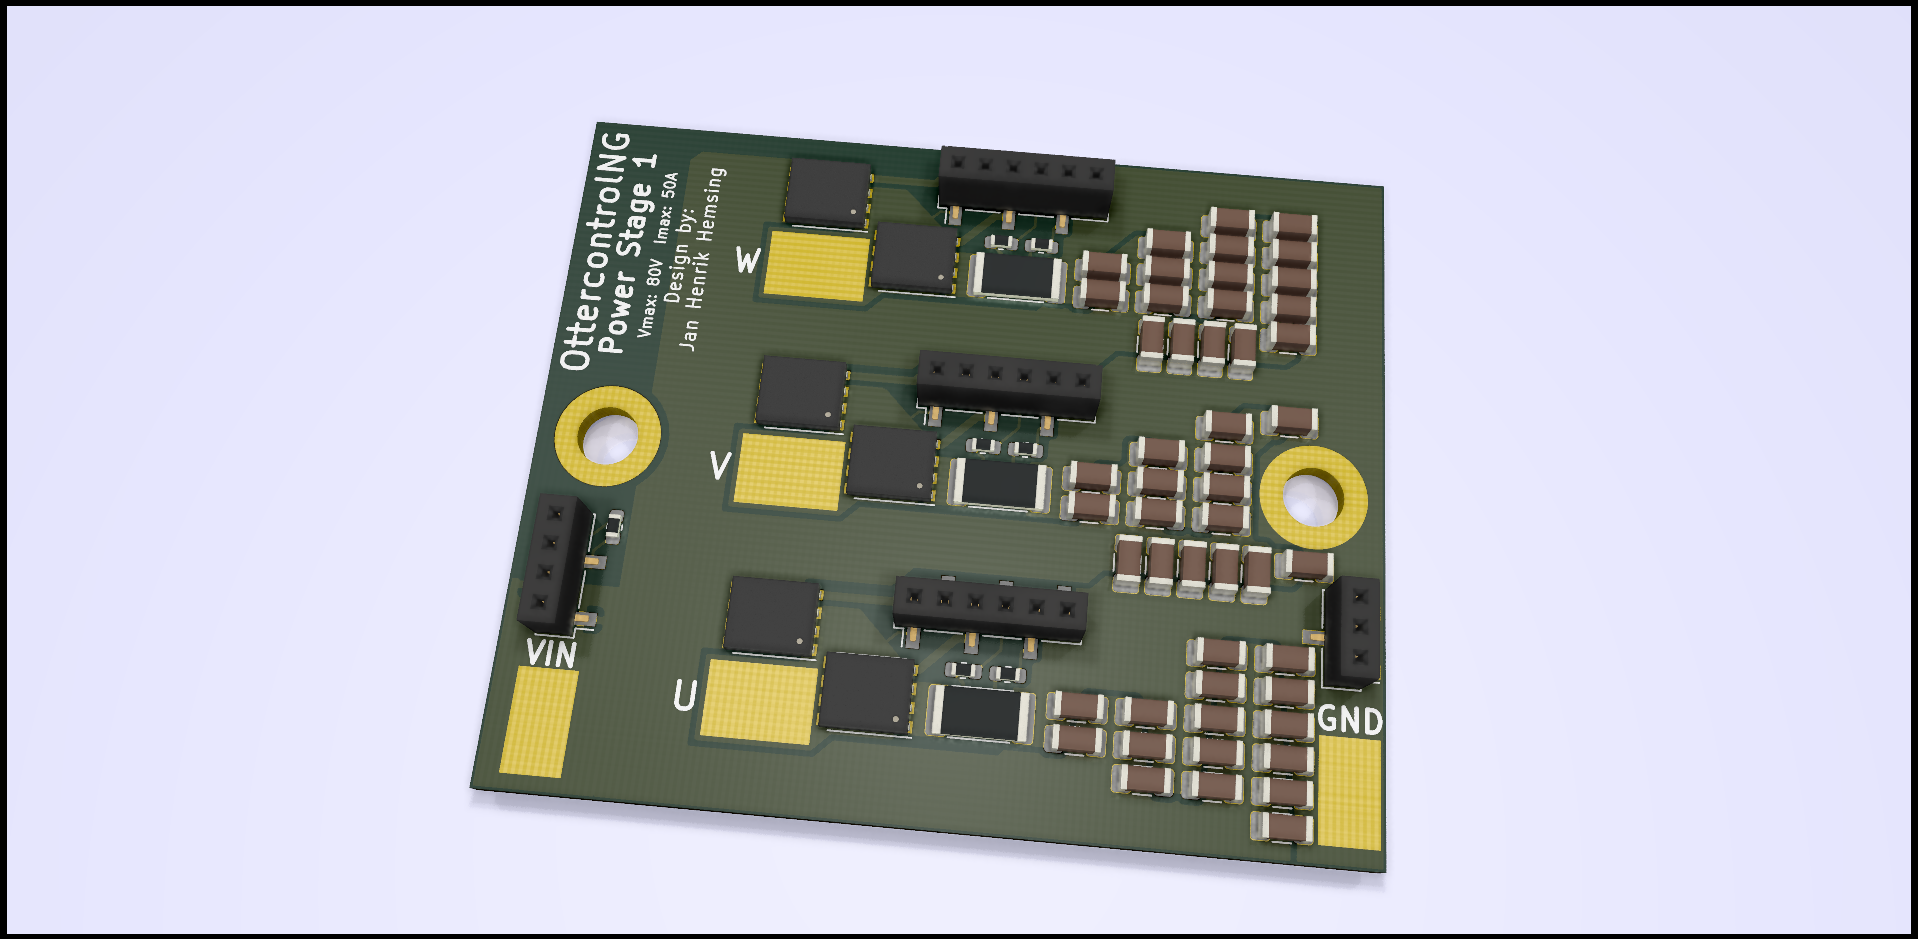 OttercontrolNG
Power Stage 1
Vmax: 80V Imax: 50A
Design by:
Jan Henrik Hemsing
W
V
U
VIN
GND